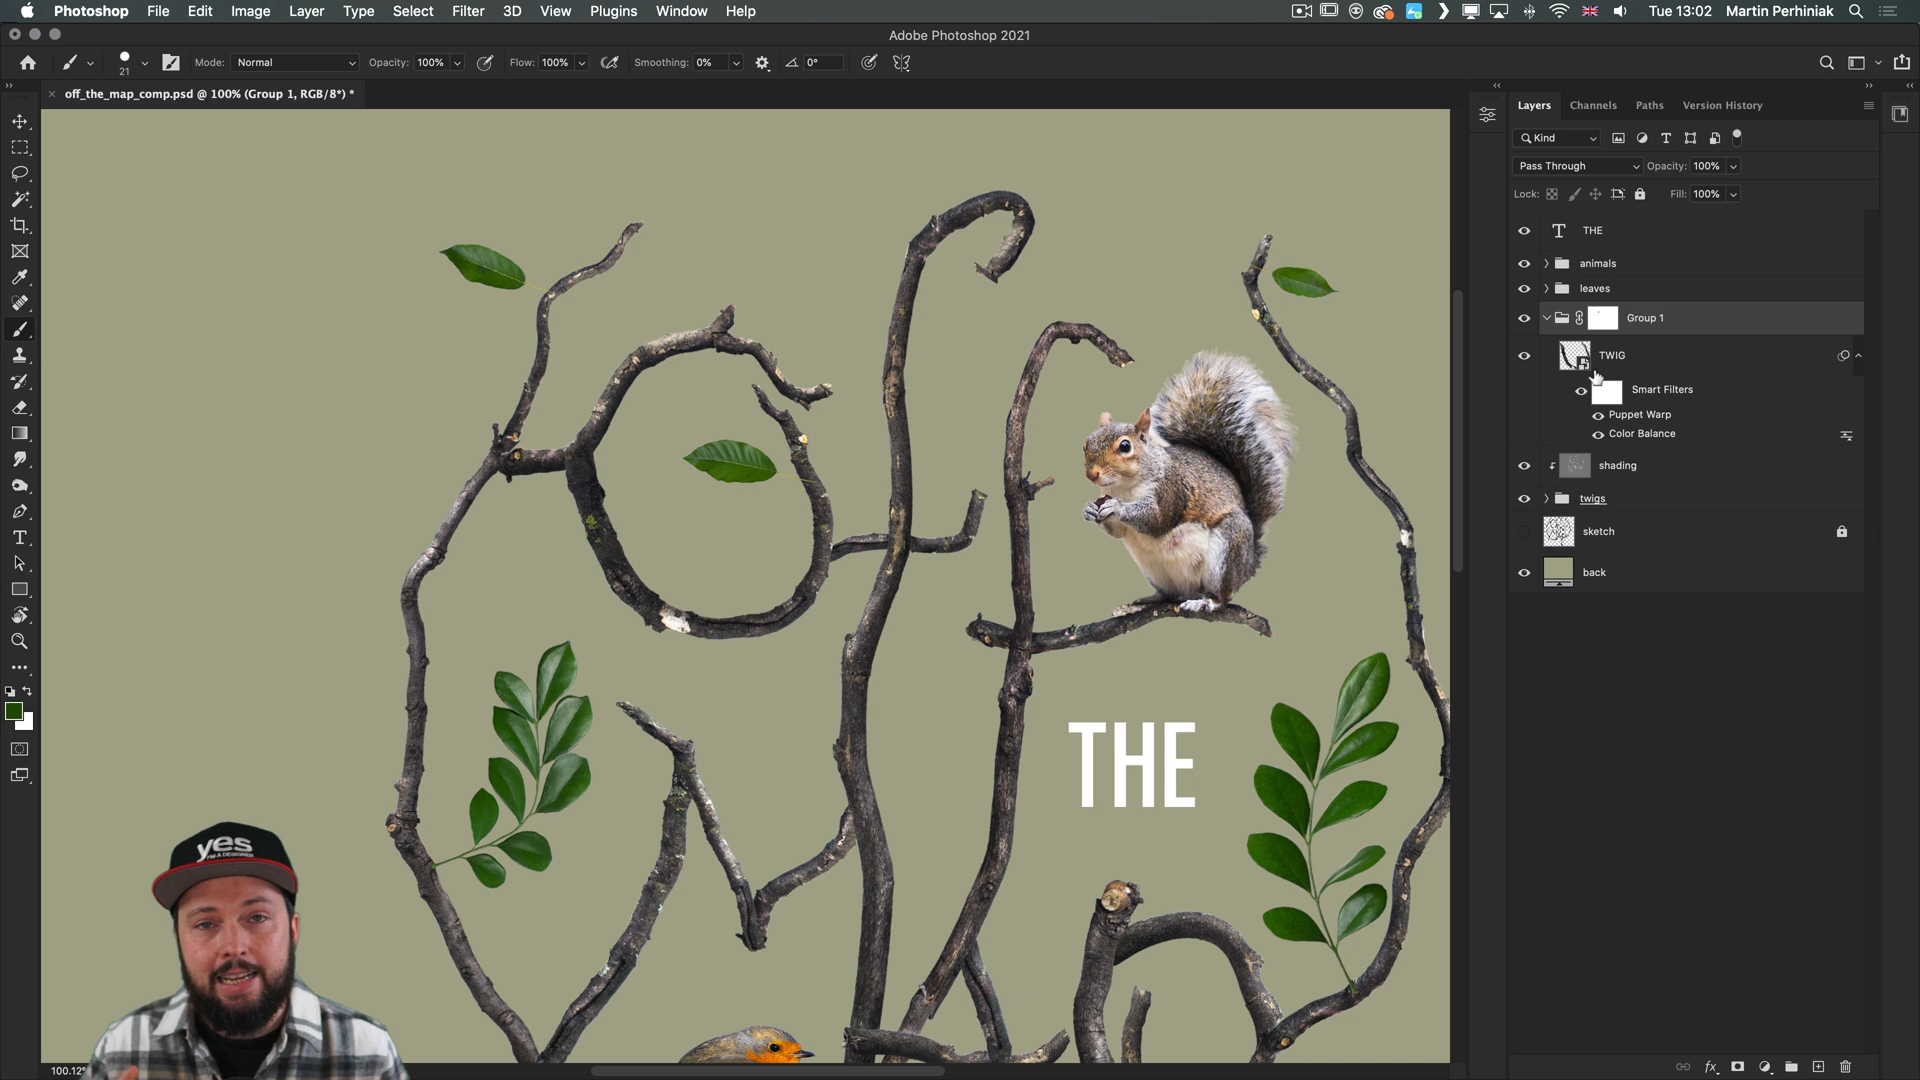 Photoshop File Edit Image Layer Type Select Filter 3D View Plugins Window Help
Tue 13:02 Martin Perhiniak
Adobe Photoshop 2021
21 Mode: Normal Opacity: 100% Flow: 100% Smoothing: 0% 0°
off_the_map_comp.psd @ 100% (Group 1, RGB/8*) *
Layers Channels Paths Version History
Kind
Pass Through Opacity: 100%
Lock: Fill: 100%
THE
animals
leaves
Group 1
TWIG
Smart Filters
Puppet Warp
Color Balance
shading
twigs
sketch
back
off
THE
yes
I'M A DESIGNER
100.12%